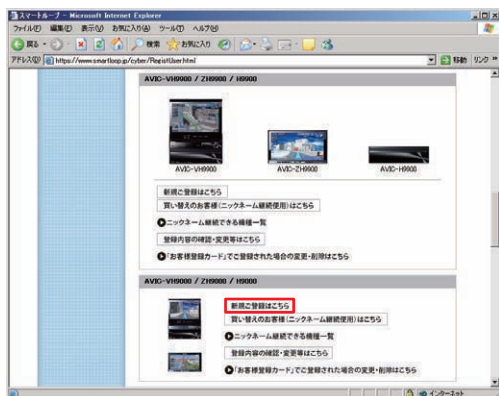 スマートループ - Microsoft Internet Explorer
ファイル(F) 編集(E) 表示(V) お気に入り(A) ツール(T) ヘルプ(H)
戻る 検索 お気に入り
アドレス(D) https://www.smartloop.jp/cyber/RegistUser.html 移動 リンク
AVIC-VH9900 / ZH9900 / H9900
AVIC-VH9900 AVIC-ZH9900 AVIC-H9900
新規ご登録はこちら
買い替えのお客様(ニックネーム継続使用)はこちら
ニックネーム継続できる機種一覧
登録内容の確認・変更等はこちら
「お客様登録カード」でご登録された場合の変更・削除はこちら
AVIC-VH9000 / ZH9000 / H9000
新規ご登録はこちら
買い替えのお客様(ニックネーム継続使用)はこちら
ニックネーム継続できる機種一覧
登録内容の確認・変更等はこちら
「お客様登録カード」でご登録された場合の変更・削除はこちら
インターネット